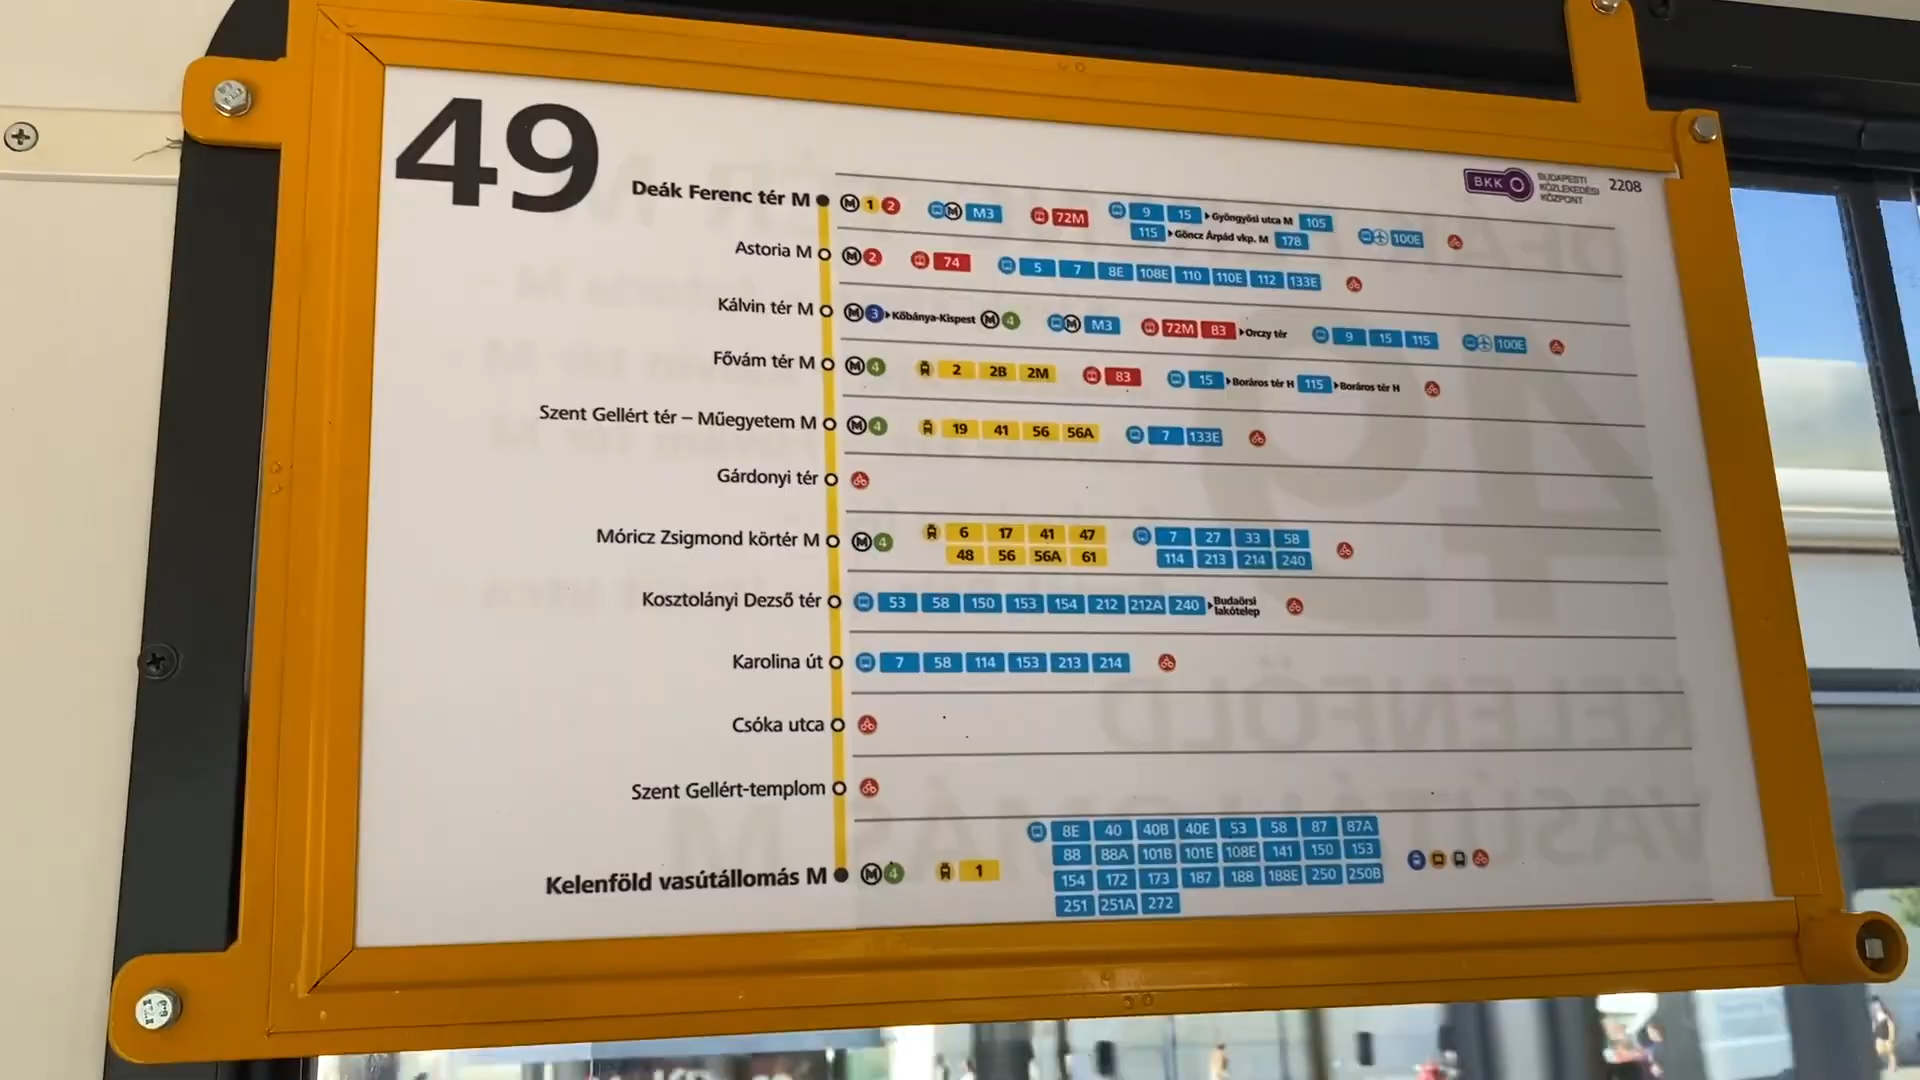 49
BKK BUDAPESTI KÖZLEKEDÉSI KÖZPONT 2208
Deák Ferenc tér M M 1 2 M M3 72M 9 15 Gyöngyösi utca M 105
115 Göncz Árpád vkp. M 178 100E
Astoria M M 2 74 5 7 8E 108E 110 110E 112 133E
Kálvin tér M M 3 Kőbánya-Kispest M 4 M M3 72M 83 Orczy tér 9 15 115 100E
Fővám tér M M 4 2 2B 2M 83 15 Boráros tér H 115 Boráros tér H
Szent Gellért tér – Műegyetem M M 4 19 41 56 56A 7 133E
Gárdonyi tér
Móricz Zsigmond körtér M M 4 6 17 41 47 7 27 33 58
48 56 56A 61 114 213 214 240
Kosztolányi Dezső tér 53 58 150 153 154 212 212A 240 Budaörsi lakótelep
Karolina út 7 58 114 153 213 214
Csóka utca
Szent Gellért-templom
8E 40 40B 40E 53 58 87 87A
88 88A 101B 101E 108E 141 150 153
Kelenföld vasútállomás M M 4 1 154 172 173 187 188 188E 250 250B
251 251A 272